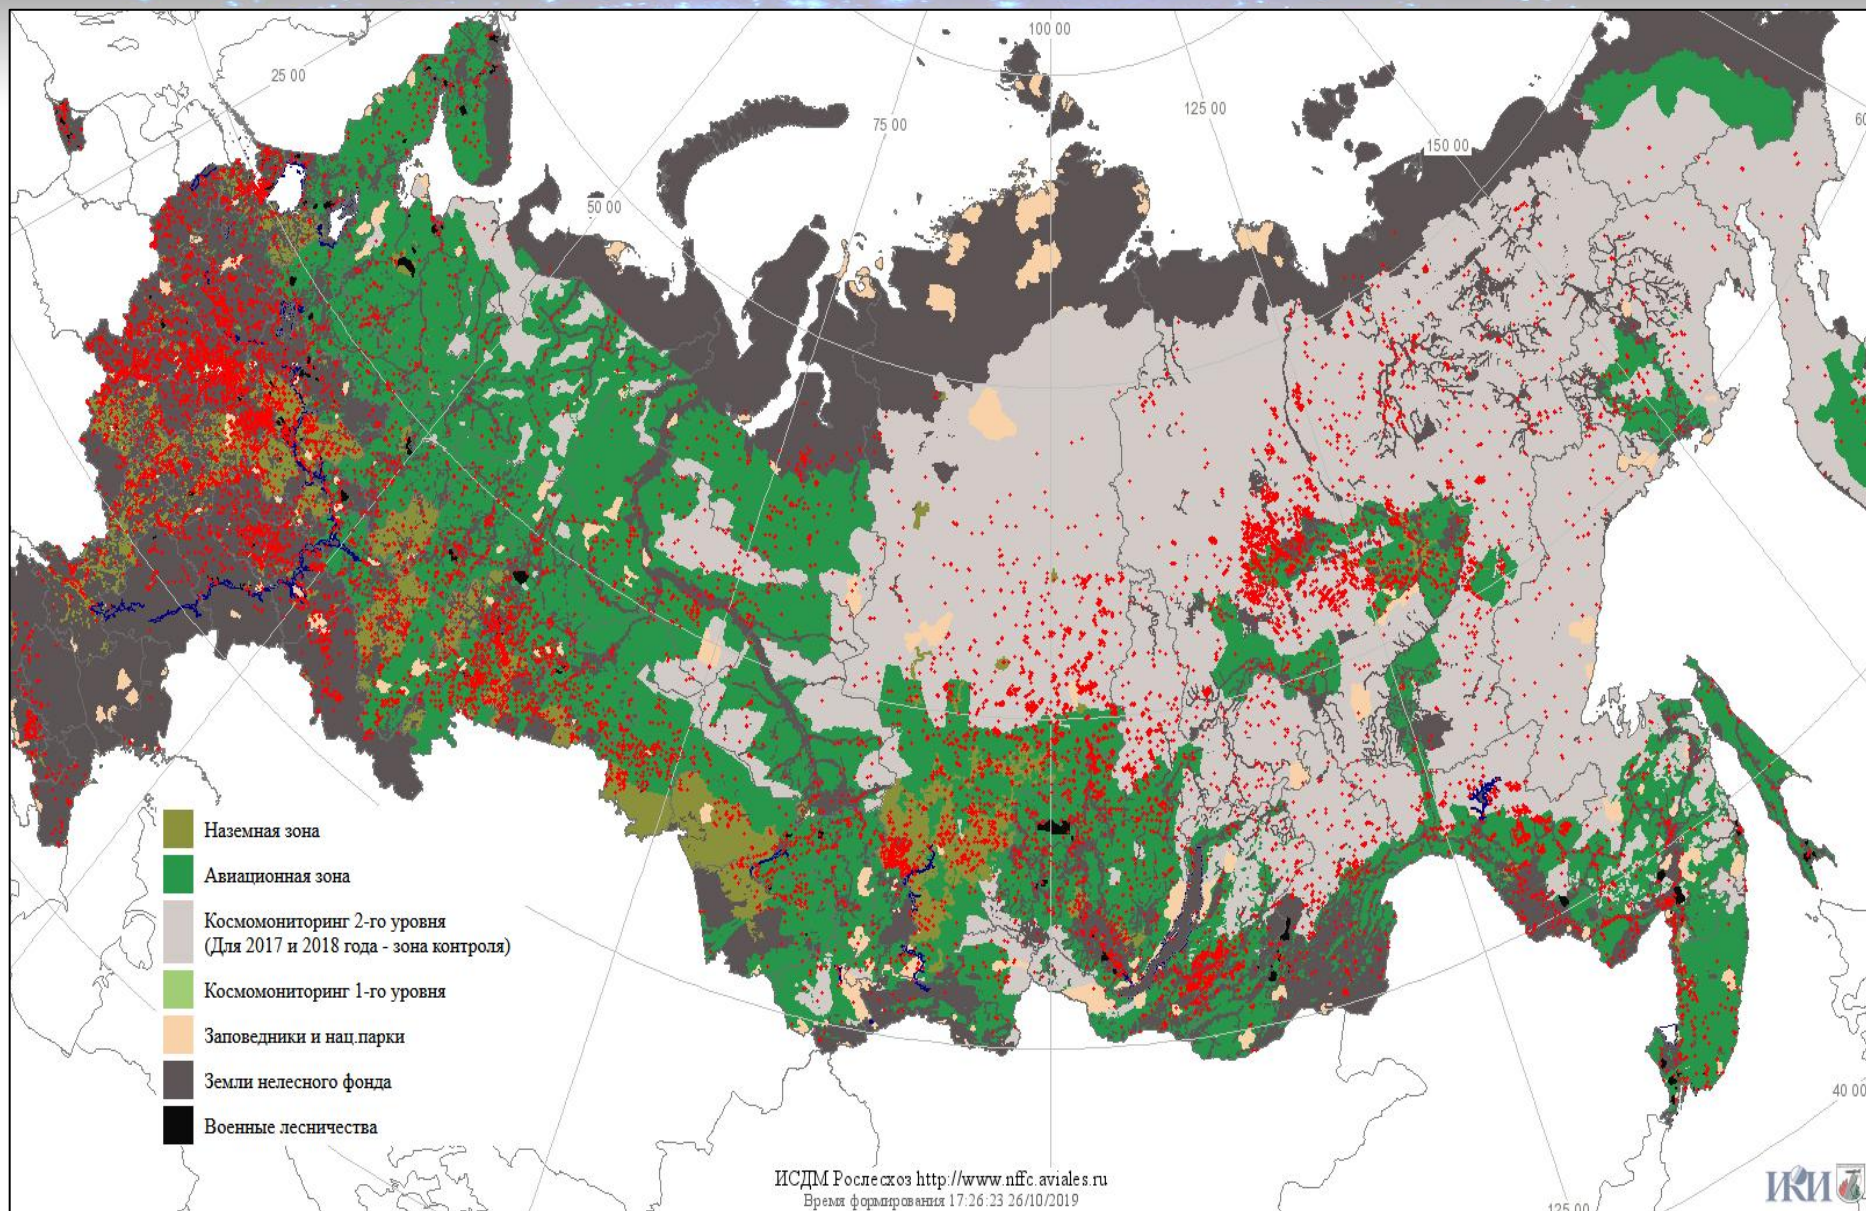 100 00
25 00
125 00
75 00
60
150 00
50 00
Наземная зона
Авиационная зона
Космомониторинг 2-го уровня
(Для 2017 и 2018 года - зона контроля)
Космомониторинг 1-го уровня
Заповедники и нац.парки
Земли нелесного фонда
Военные лесничества
40 00
ИСДМ Рослесхоз http://www.nffc.aviales.ru
Время формирования 17:26:23 26/10/2019
ИКИ
125 00